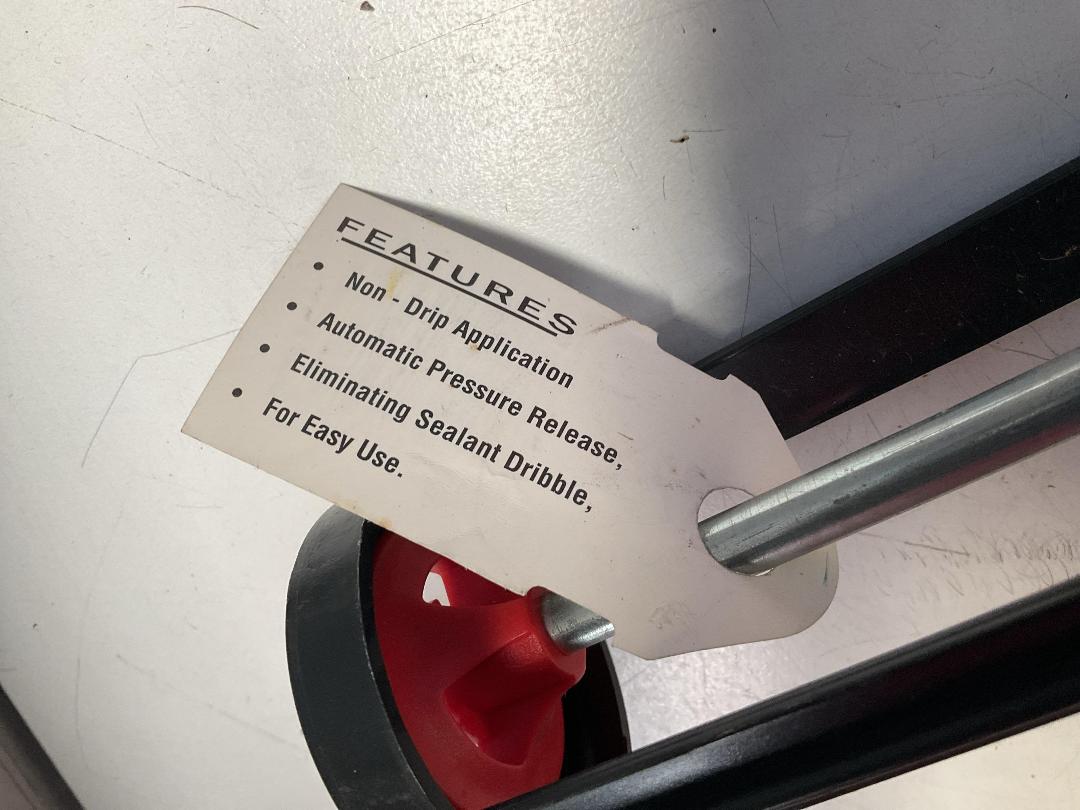 FEATURES
• Non - Drip Application
• Automatic Pressure Release,
• Eliminating Sealant Dribble,
• For Easy Use.